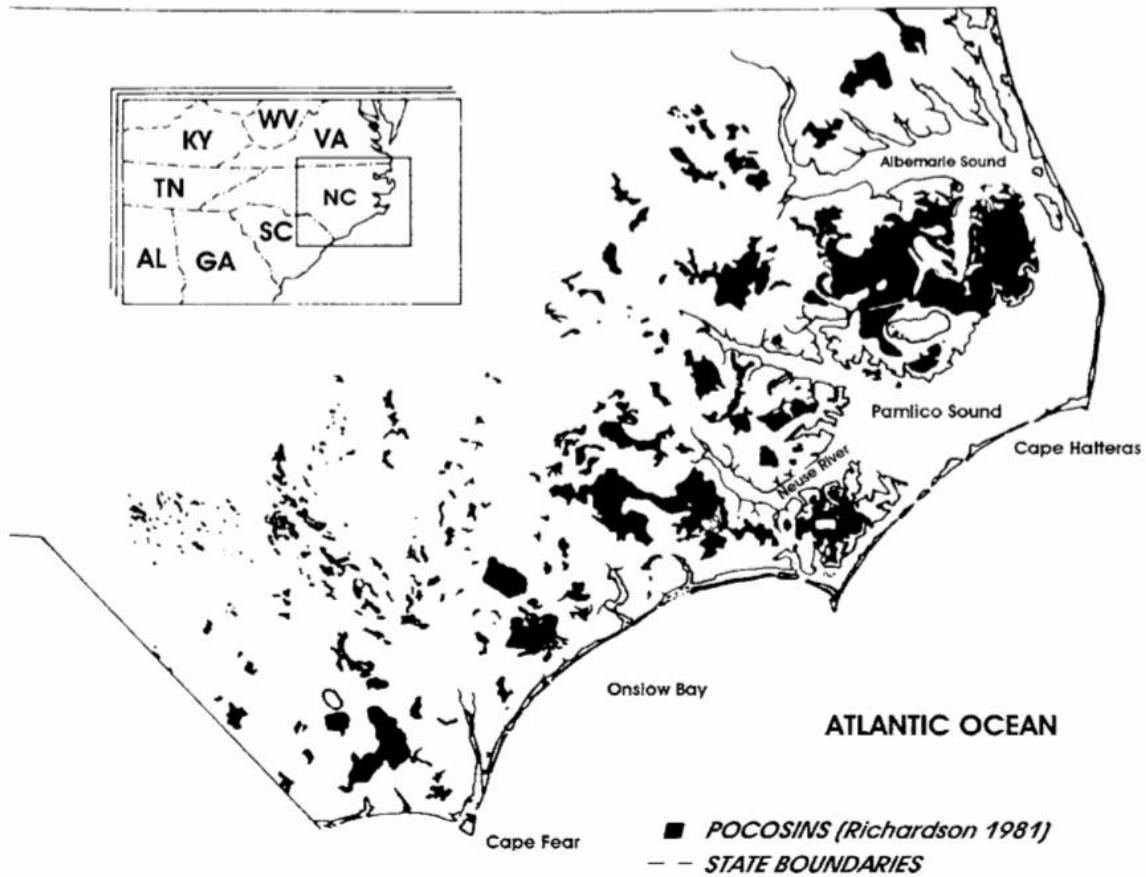 WV
KY
VA
TN
NC
SC
AL
GA
Albemarle Sound
Pamlico Sound
Cape Hatteras
Neuse River
Onslow Bay
ATLANTIC OCEAN
Cape Fear
POCOSINS (Richardson 1981)
STATE BOUNDARIES